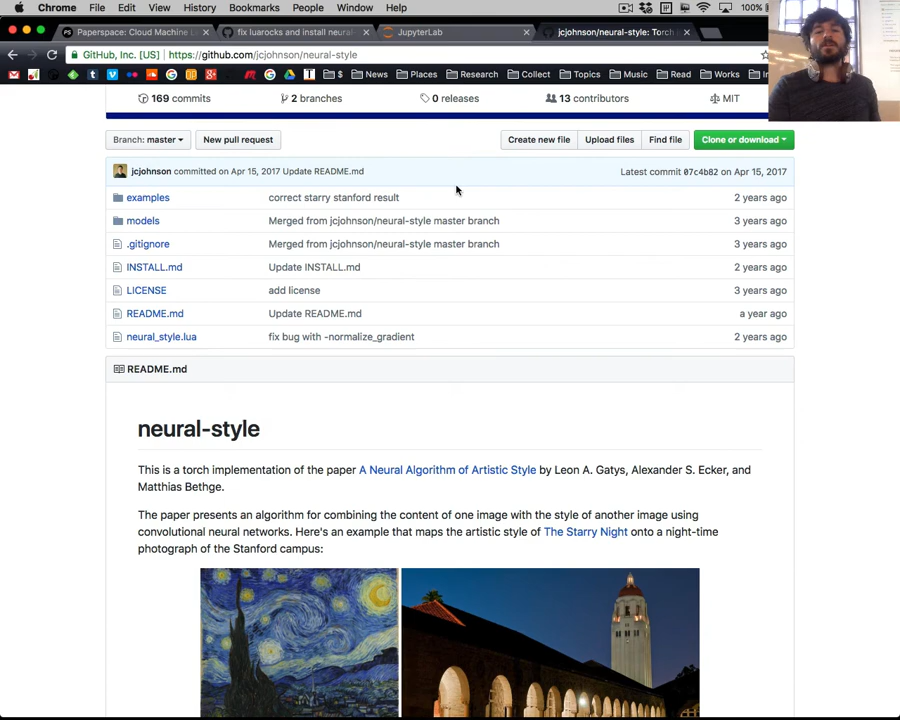 Chrome File Edit View History Bookmarks People Window Help 100%
Paperspace: Cloud Machine L fix luarocks and install neural- JupyterLab jcjohnson/neural-style: Torch i
GitHub, Inc. [US] https://github.com/jcjohnson/neural-style
$ News Places Research Collect Topics Music Read Works
169 commits 2 branches 0 releases 13 contributors MIT
Branch: master New pull request Create new file Upload files Find file Clone or download
jcjohnson committed on Apr 15, 2017 Update README.md Latest commit 07c4b82 on Apr 15, 2017
examples correct starry stanford result 2 years ago
models Merged from jcjohnson/neural-style master branch 3 years ago
.gitignore Merged from jcjohnson/neural-style master branch 3 years ago
INSTALL.md Update INSTALL.md 2 years ago
LICENSE add license 3 years ago
README.md Update README.md a year ago
neural_style.lua fix bug with -normalize_gradient 2 years ago
README.md
neural-style
This is a torch implementation of the paper A Neural Algorithm of Artistic Style by Leon A. Gatys, Alexander S. Ecker, and
Matthias Bethge.
The paper presents an algorithm for combining the content of one image with the style of another image using
convolutional neural networks. Here's an example that maps the artistic style of The Starry Night onto a night-time
photograph of the Stanford campus: